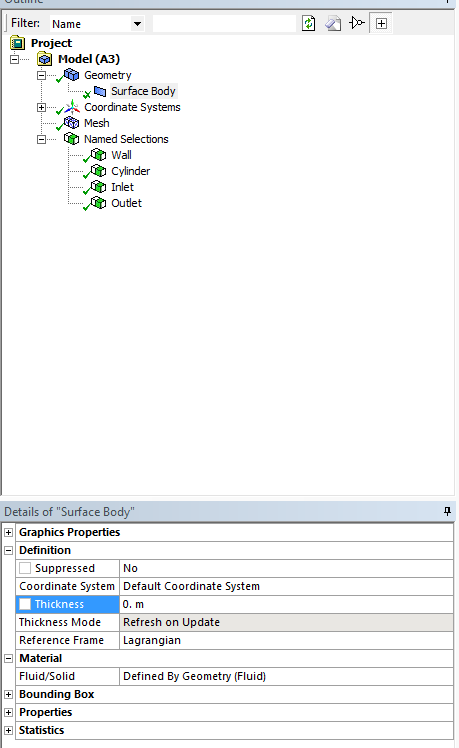 Outline
Filter: Name
Project
Model (A3)
Geometry
Surface Body
Coordinate Systems
Mesh
Named Selections
Wall
Cylinder
Inlet
Outlet
Details of "Surface Body"
Graphics Properties
Definition
Suppressed No
Coordinate System Default Coordinate System
Thickness 0. m
Thickness Mode Refresh on Update
Reference Frame Lagrangian
Material
Fluid/Solid Defined By Geometry (Fluid)
Bounding Box
Properties
Statistics